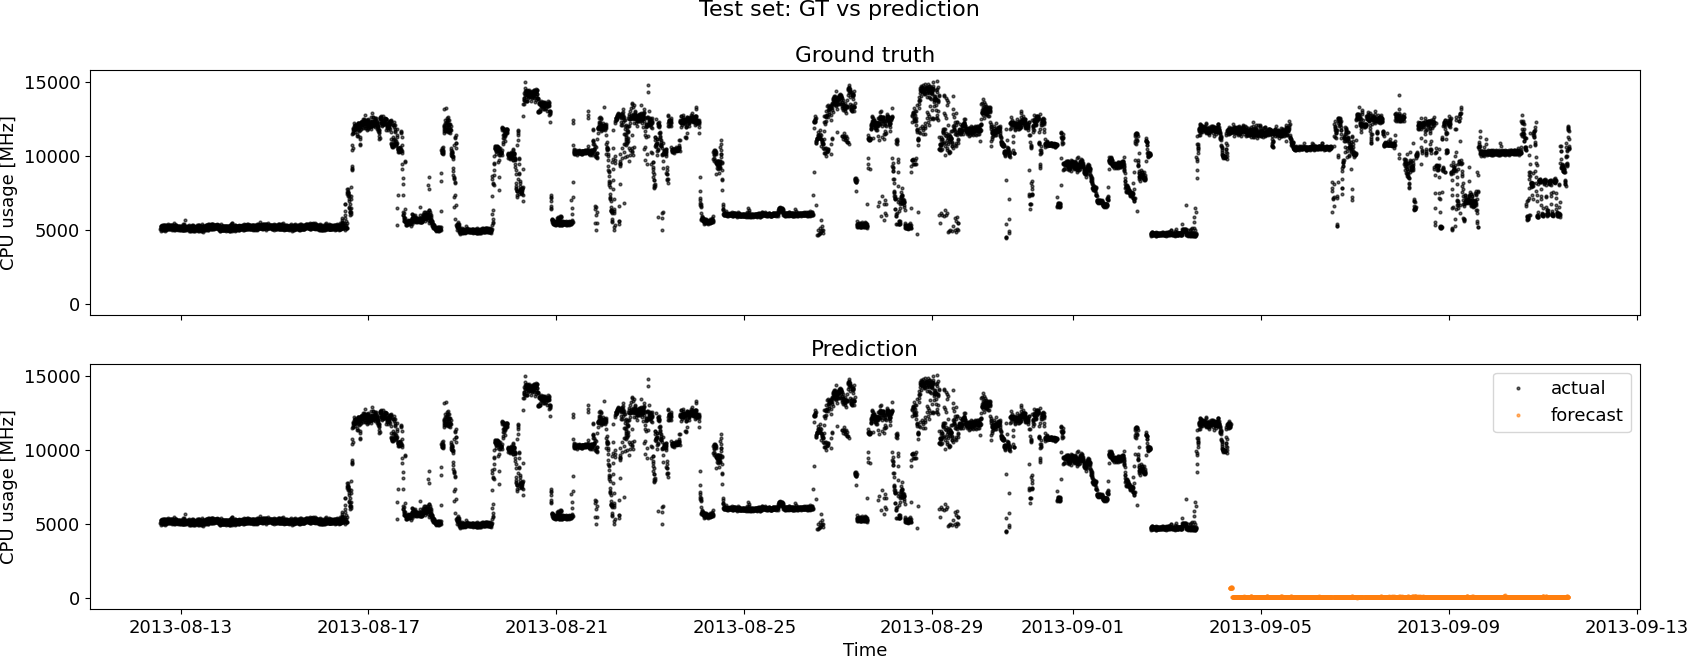 Test set: GT vs prediction
Ground truth
CPU usage [MHz]
15000
10000
5000
0
Prediction
CPU usage [MHz]
15000
10000
5000
0
actual
forecast
2013-08-13 2013-08-17 2013-08-21 2013-08-25 2013-08-29 2013-09-01 2013-09-05 2013-09-09 2013-09-13
Time